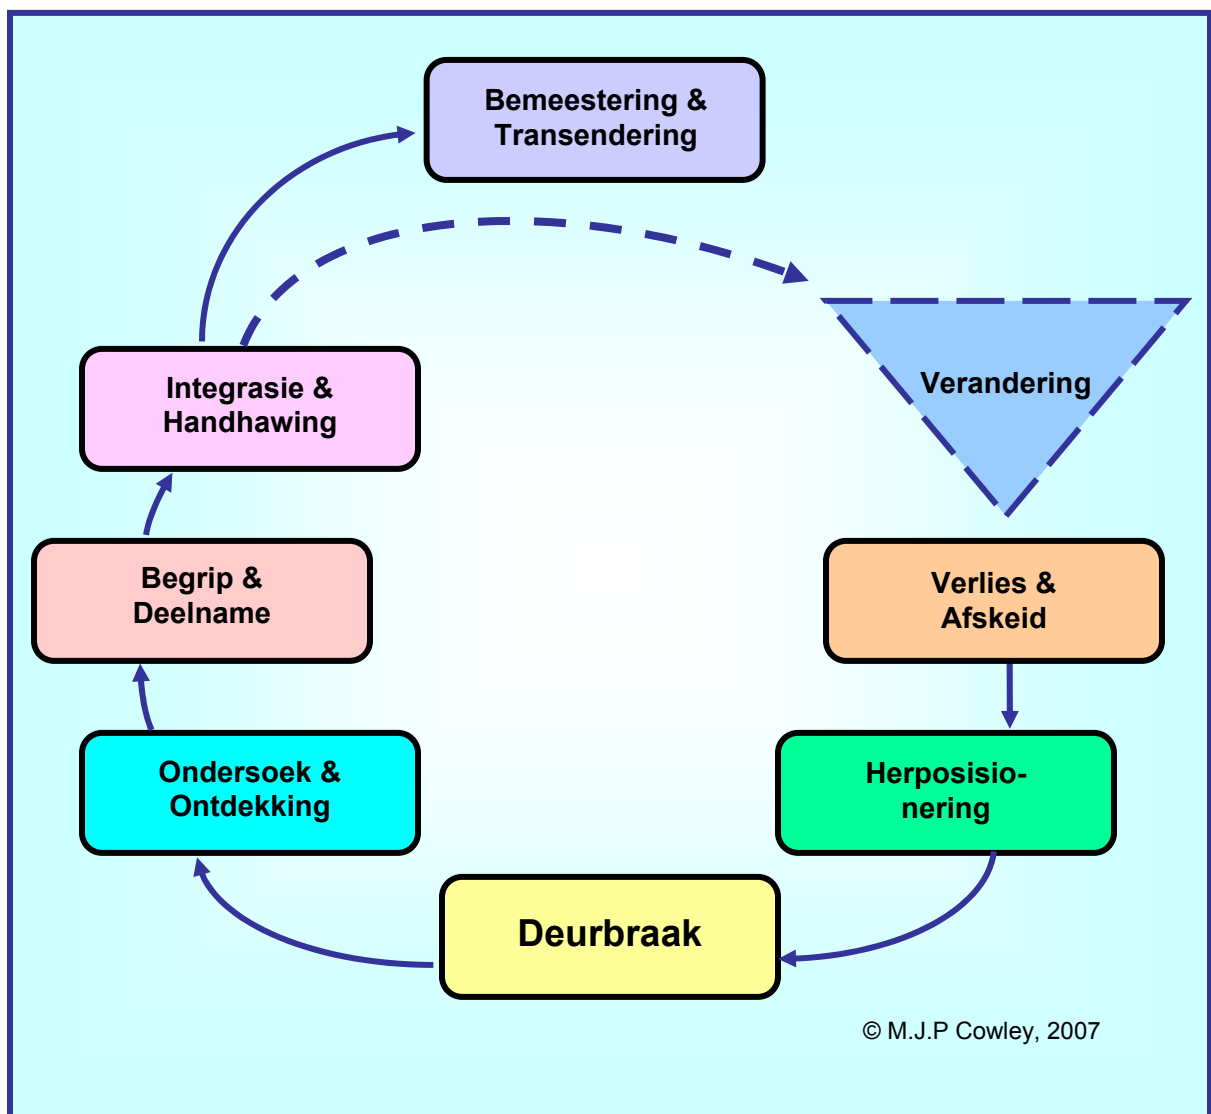 Bemeestering &
Transendering
Integrasie &
Handhawing
Verandering
Begrip &
Deelname
Verlies &
Afskeid
Ondersoek &
Ontdekking
Herposisio-
nering
Deurbraak
© M.J.P Cowley, 2007